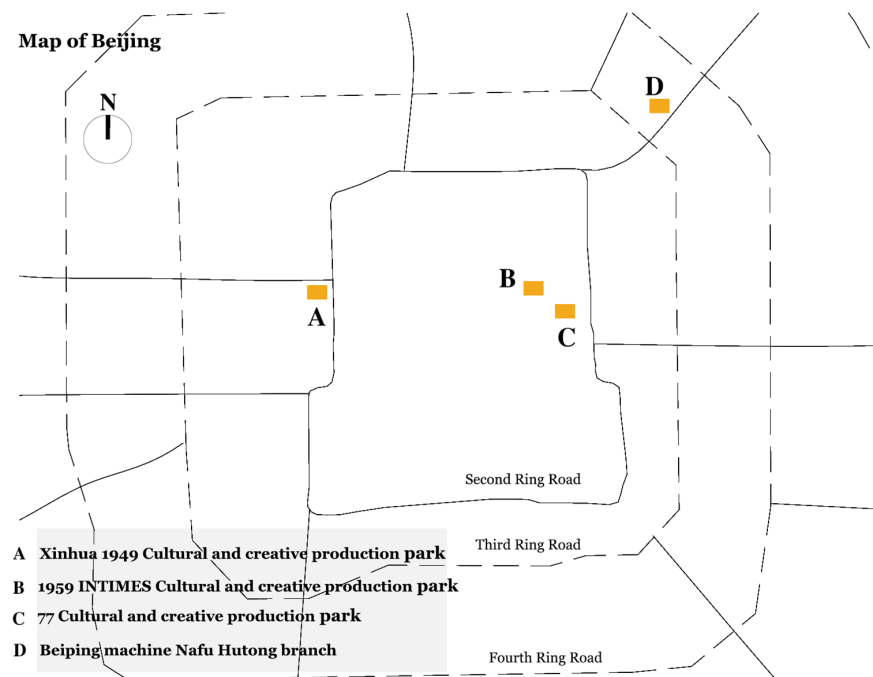 Map of Beijing
N
D
B
A
C
Second Ring Road
Third Ring Road
A Xinhua 1949 Cultural and creative production park
B 1959 INTIMES Cultural and creative production park
C 77 Cultural and creative production park
D Beiping machine Nafu Hutong branch
Fourth Ring Road